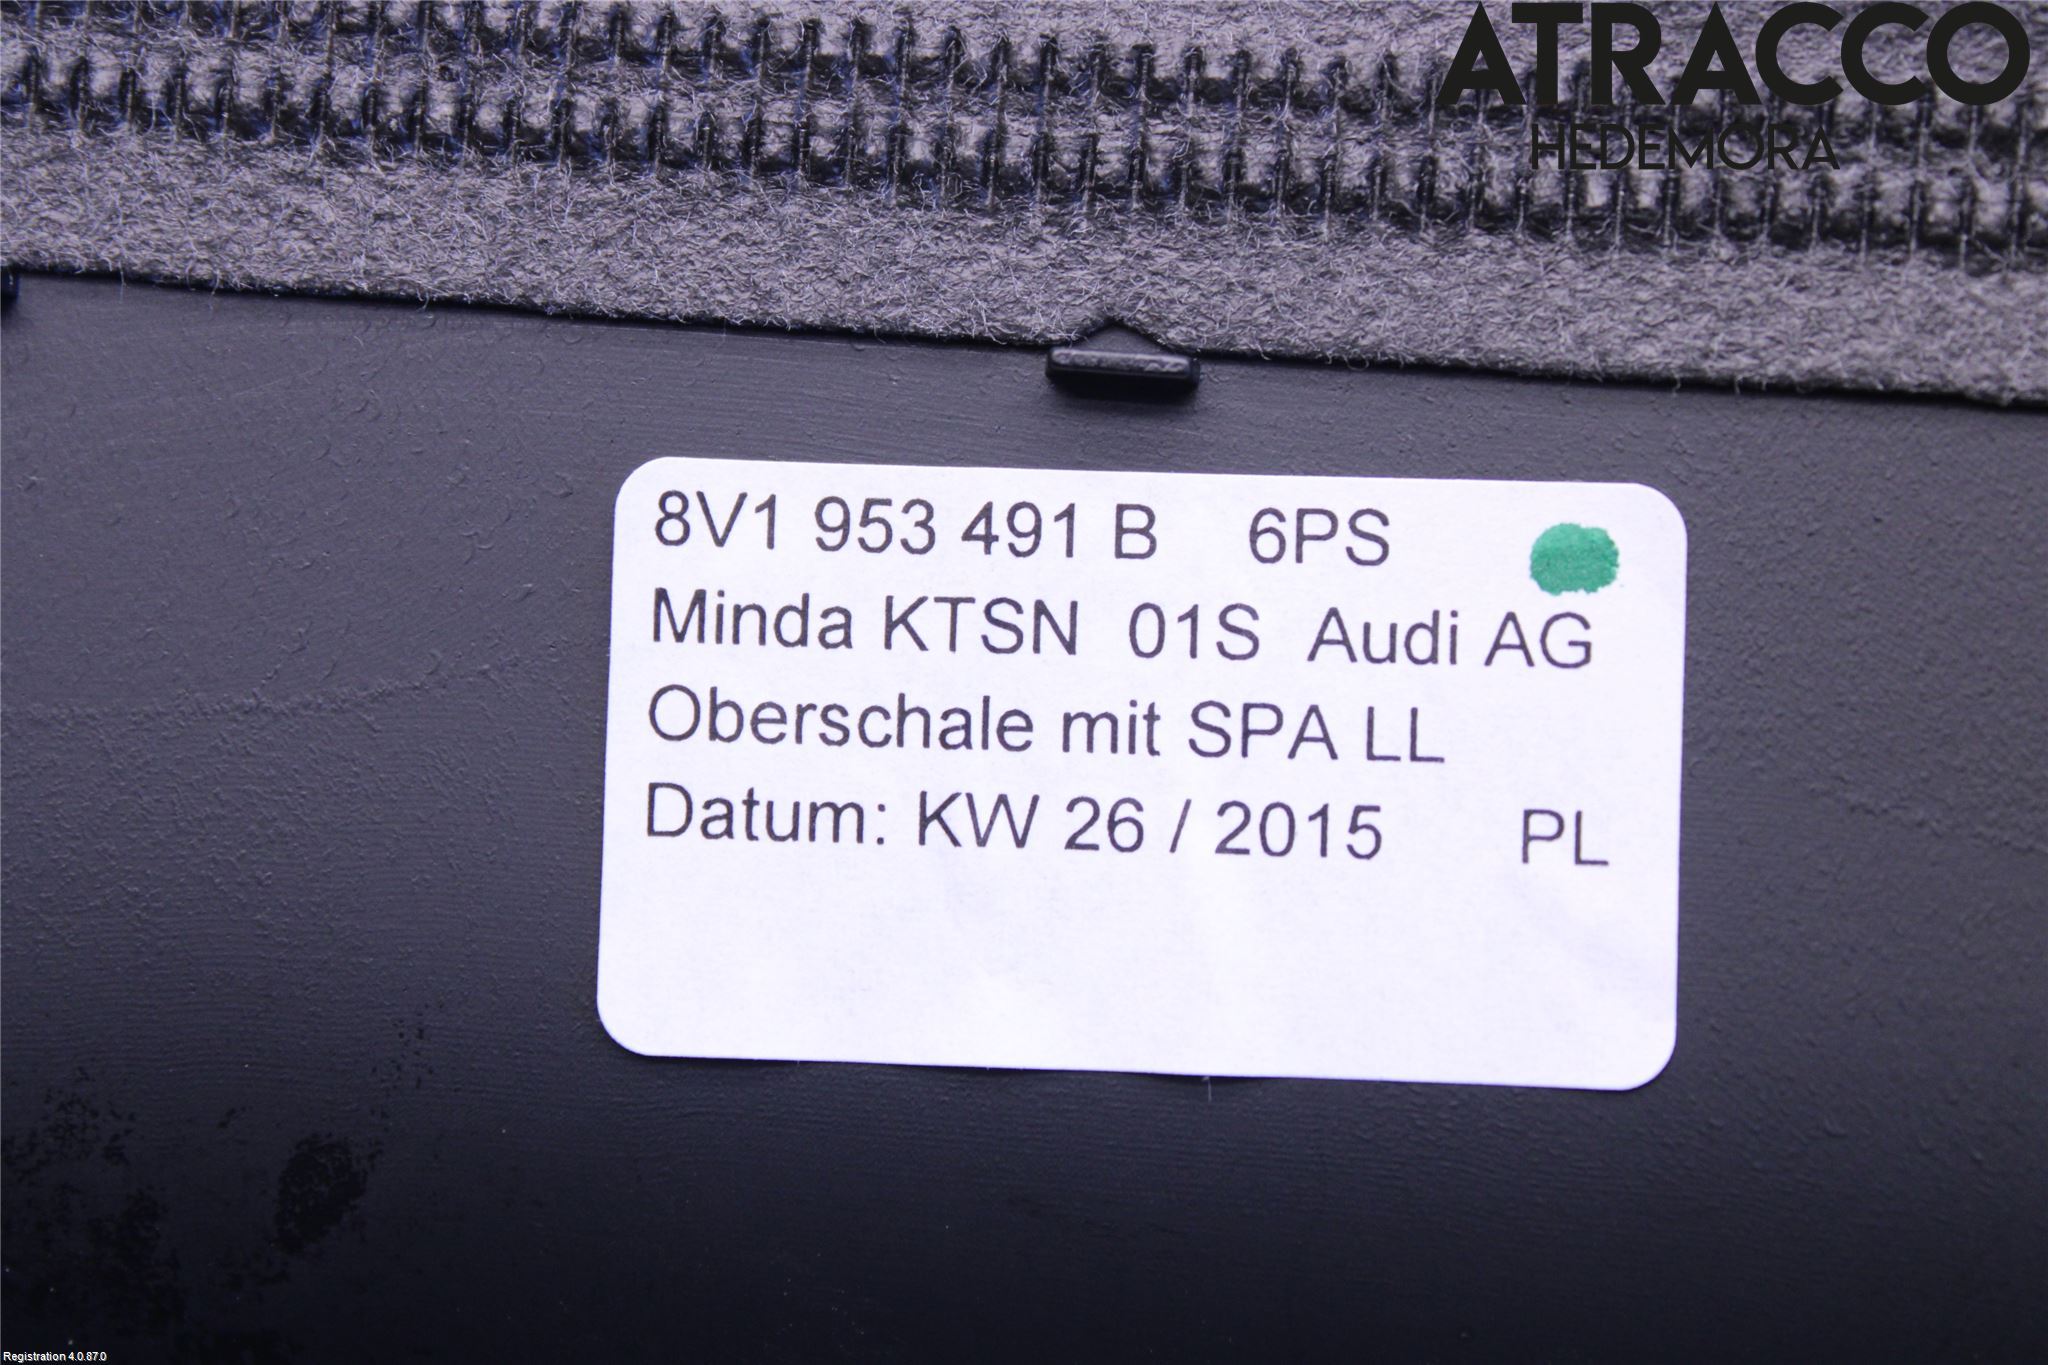 ATRACCO
HEDEMORA
8V1 953 491 B 6PS
Minda KTSN 01S Audi AG
Oberschale mit SPA LL
Datum: KW 26 / 2015 PL
Registration 4.0.87.0